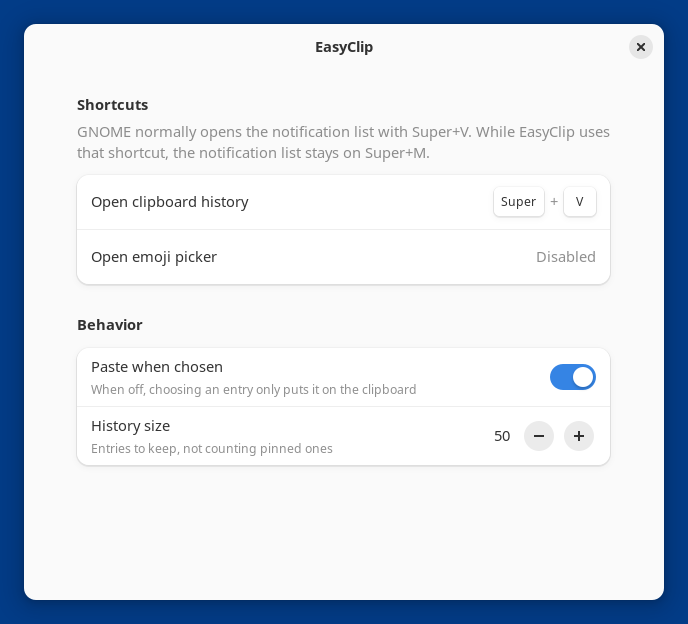 EasyClip
Shortcuts
GNOME normally opens the notification list with Super+V. While EasyClip uses
that shortcut, the notification list stays on Super+M.
Open clipboard history Super + V
Open emoji picker Disabled
Behavior
Paste when chosen
When off, choosing an entry only puts it on the clipboard
History size
Entries to keep, not counting pinned ones
50